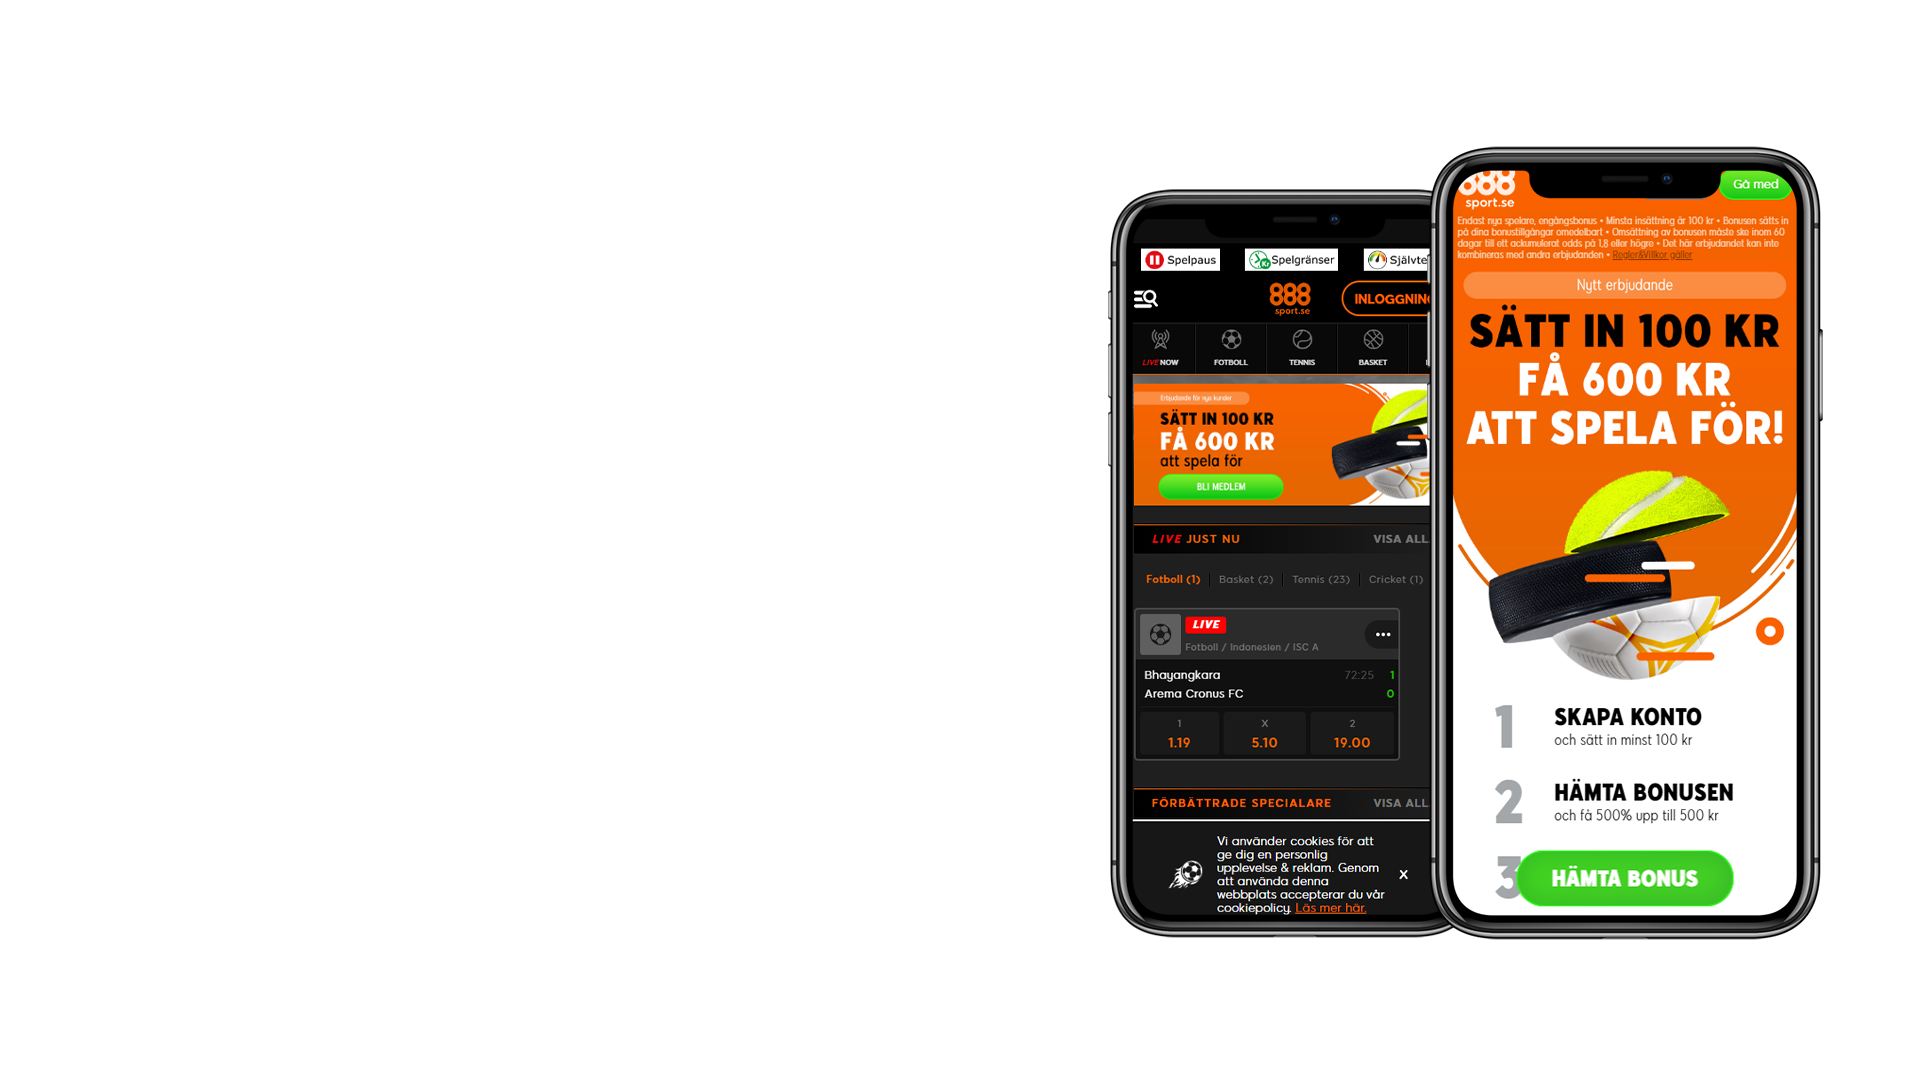 Spelpaus
Spelgränser
Självte
888
sport.se
INLOGGNIN
LIVE NOW
FOTBOLL
TENNIS
BASKET
Erbjudande för nya kunder
SÄTT IN 100 KR
FÅ 600 KR
att spela för
BLI MEDLEM
LIVE JUST NU
VISA ALL
Fotboll (1)
Basket (2)
Tennis (23)
Cricket (1)
LIVE
Fotboll / Indonesien / ISC A
Bhayangkara 72:25 1
Arema Cronus FC 0
1 X 2
1.19 5.10 19.00
FÖRBÄTTRADE SPECIALARE
VISA ALL
Vi använder cookies för att
ge dig en personlig
upplevelse & reklam. Genom
att använda denna
webbplats accepterar du vår
cookiepolicy. Läs mer här.
X
888
sport.se
Gå med
Endast nya spelare, engångsbonus • Minsta insättning är 100 kr • Bonusen sätts in
på dina bonustillgångar omedelbart • Omsättning av bonusen måste ske inom 60
dagar till ett ackumulerat odds på 1,8 eller högre • Det här erbjudandet kan inte
kombineras med andra erbjudanden • Regler&Villkor gäller
Nytt erbjudande
SÄTT IN 100 KR
FÅ 600 KR
ATT SPELA FÖR!
1 SKAPA KONTO
och sätt in minst 100 kr
2 HÄMTA BONUSEN
och få 500% upp till 500 kr
3
HÄMTA BONUS